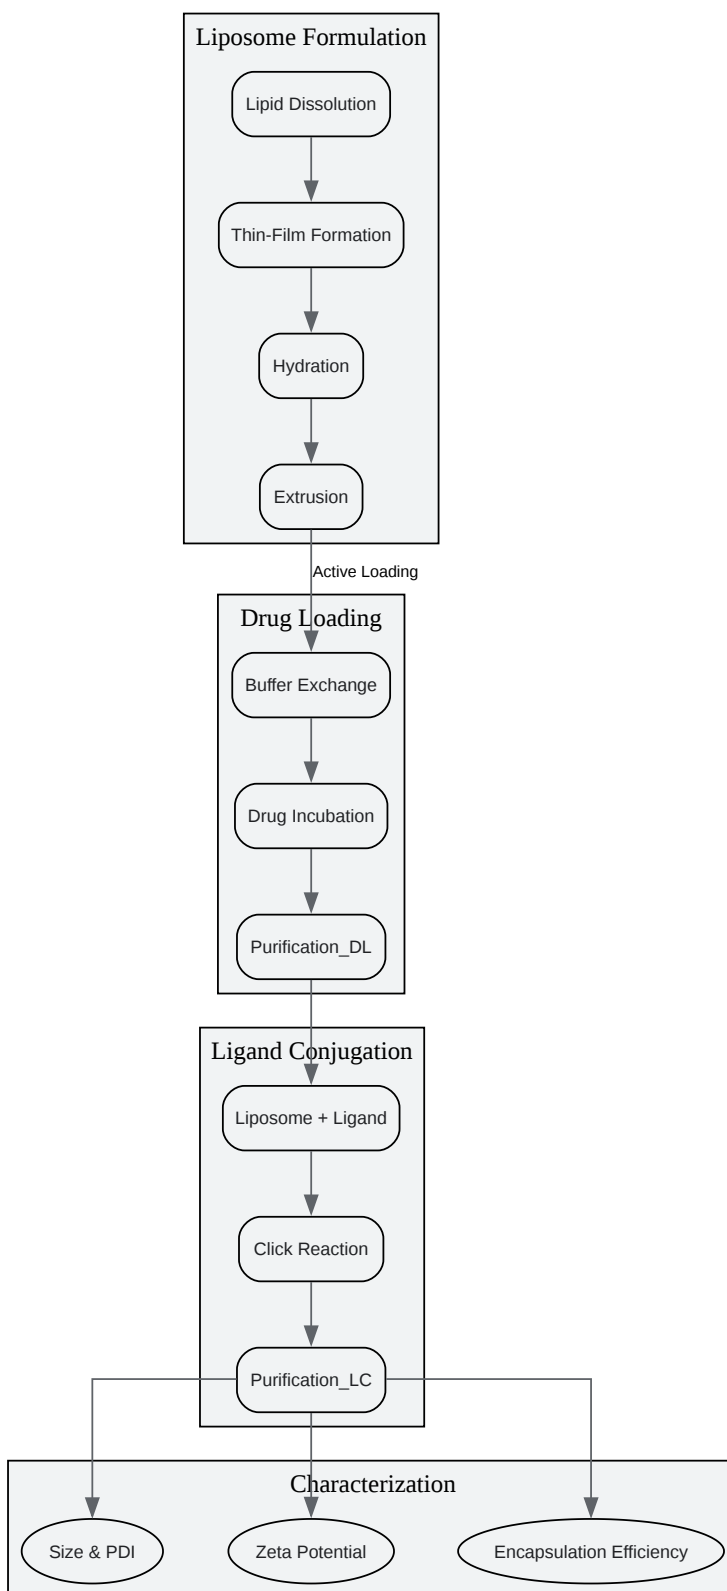 Liposome Formulation
Lipid Dissolution
Thin-Film Formation
Hydration
Extrusion
Active Loading
Drug Loading
Buffer Exchange
Drug Incubation
Purification_DL
Ligand Conjugation
Liposome + Ligand
Click Reaction
Purification_LC
Characterization
Size & PDI
Zeta Potential
Encapsulation Efficiency